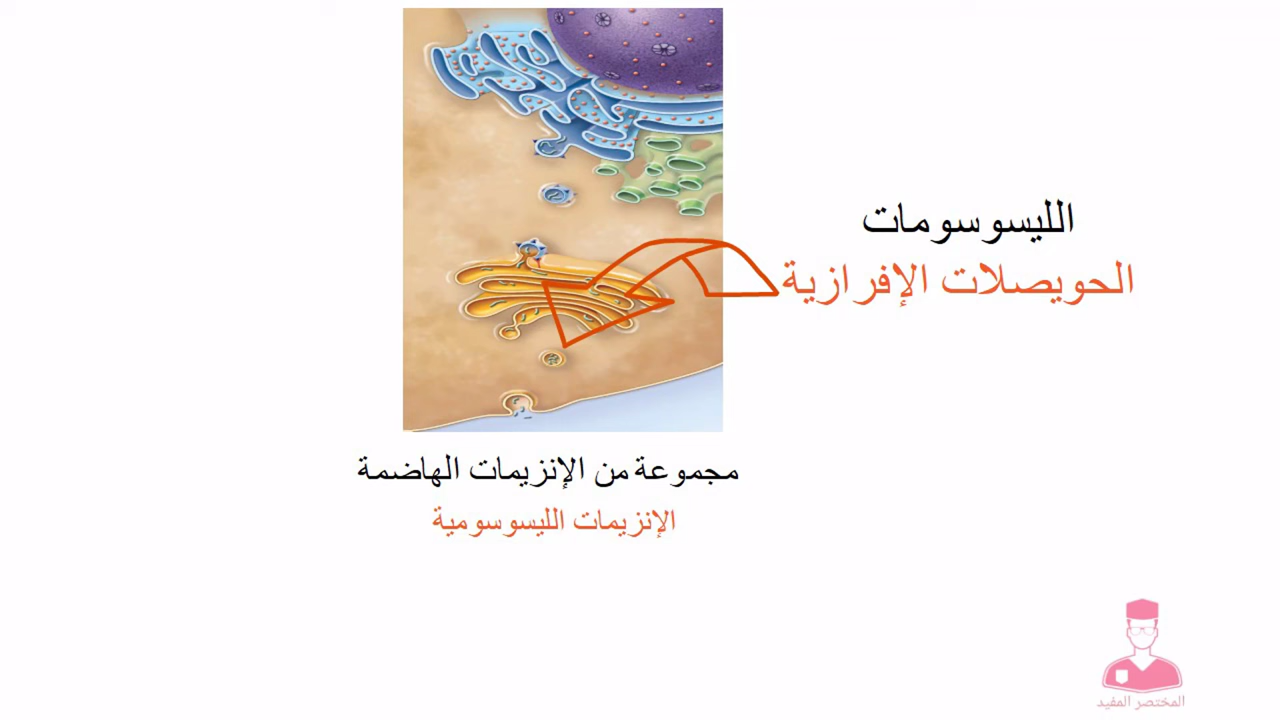 الليسوسومات
الحويصلات الإفرازية
مجموعة من الإنزيمات الهاضمة
الإنزيمات الليسوسومية
المختصر المفيد